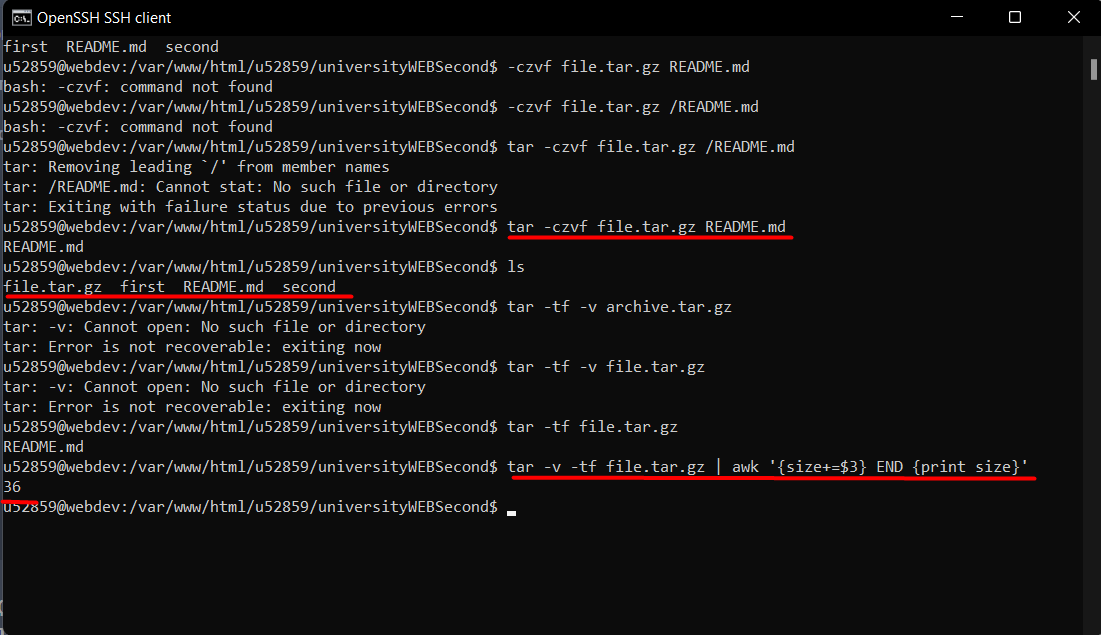 OpenSSH SSH client
first  README.md  second
u52859@webdev:/var/www/html/u52859/universityWEBSecond$ -czvf file.tar.gz README.md
bash: -czvf: command not found
u52859@webdev:/var/www/html/u52859/universityWEBSecond$ -czvf file.tar.gz /README.md
bash: -czvf: command not found
u52859@webdev:/var/www/html/u52859/universityWEBSecond$ tar -czvf file.tar.gz /README.md
tar: Removing leading `/' from member names
tar: /README.md: Cannot stat: No such file or directory
tar: Exiting with failure status due to previous errors
u52859@webdev:/var/www/html/u52859/universityWEBSecond$ tar -czvf file.tar.gz README.md
README.md
u52859@webdev:/var/www/html/u52859/universityWEBSecond$ ls
file.tar.gz  first  README.md  second
u52859@webdev:/var/www/html/u52859/universityWEBSecond$ tar -tf -v archive.tar.gz
tar: -v: Cannot open: No such file or directory
tar: Error is not recoverable: exiting now
u52859@webdev:/var/www/html/u52859/universityWEBSecond$ tar -tf -v file.tar.gz
tar: -v: Cannot open: No such file or directory
tar: Error is not recoverable: exiting now
u52859@webdev:/var/www/html/u52859/universityWEBSecond$ tar -tf file.tar.gz
README.md
u52859@webdev:/var/www/html/u52859/universityWEBSecond$ tar -v -tf file.tar.gz | awk '{size+=$3} END {print size}'
36
u52859@webdev:/var/www/html/u52859/universityWEBSecond$